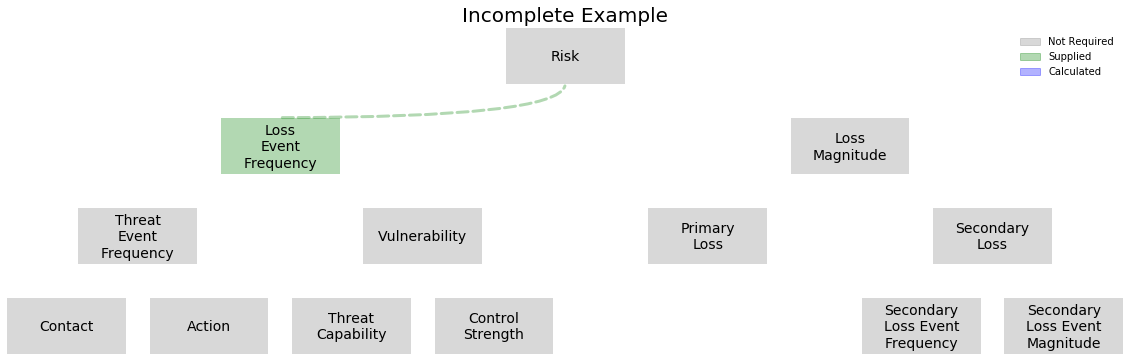 Incomplete Example
Risk
Not Required
Supplied
Calculated
Loss
Event
Frequency
Loss
Magnitude
Threat
Event
Frequency
Vulnerability
Primary
Loss
Secondary
Loss
Contact
Action
Threat
Capability
Control
Strength
Secondary
Loss Event
Frequency
Secondary
Loss Event
Magnitude